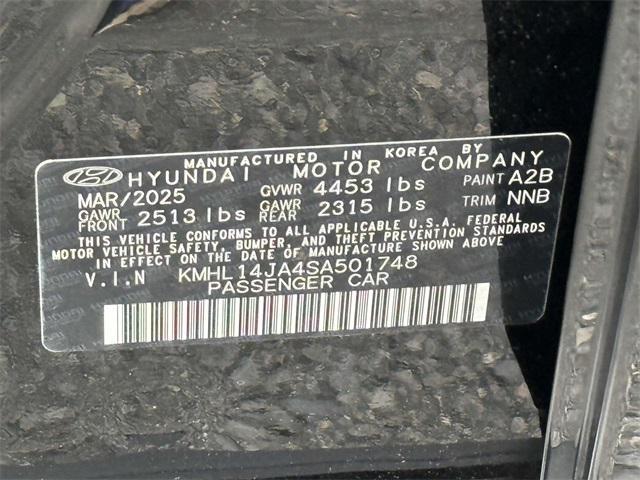 MANUFACTURED IN KOREA BY
HYUNDAI MOTOR COMPANY
MAR/2025 GVWR 4453 lbs PAINT A2B
GAWR FRONT 2513 lbs GAWR REAR 2315 lbs TRIM NNB
THIS VEHICLE CONFORMS TO ALL APPLICABLE U.S.A. FEDERAL
MOTOR VEHICLE SAFETY, BUMPER, AND THEFT PREVENTION STANDARDS
IN EFFECT ON THE DATE OF MANUFACTURE SHOWN ABOVE
V.I.N KMHL14JA4SA501748
PASSENGER CAR